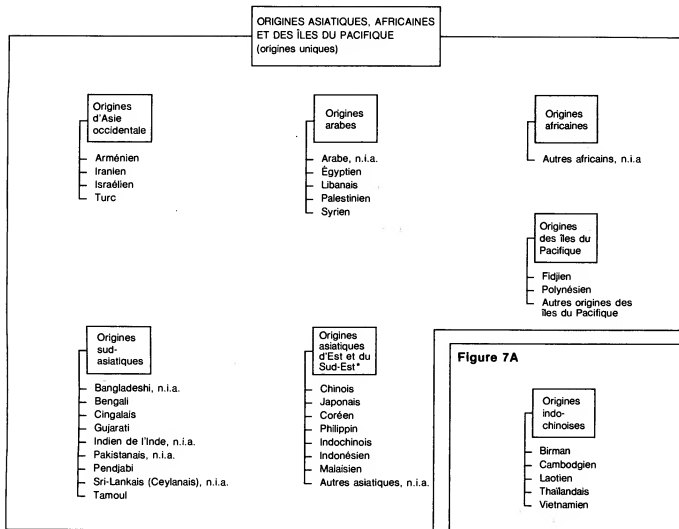 ORIGINES ASIATIQUES, AFRICAINES
ET DES ÎLES DU PACIFIQUE
(origines uniques)
Origines
d'Asie
occidentale
Arménien
Iranien
Israélien
Turc
Origines
arabes
Arabe, n.i.a.
Égyptien
Libanais
Palestinien
Syrien
Origines
africaines
Autres africains, n.i.a
Origines
des îles du
Pacifique
Fidjien
Polynésien
Autres origines des
îles du Pacifique
Origines
sud-
asiatiques
Bangladeshi, n.i.a.
Bengali
Cingalais
Gujarati
Indien de l'Inde, n.i.a.
Pakistanais, n.i.a.
Pendjabi
Sri-Lankais (Ceylanais), n.i.a.
Tamoul
Origines
asiatiques
d'Est et du
Sud-Est*
Chinois
Japonais
Coréen
Philippin
Indochinois
Indonésien
Malaisien
Autres asiatiques, n.i.a.
Figure 7A
Origines
indo-
chinoises
Birman
Cambodgien
Laotien
Thaïlandais
Vietnamien